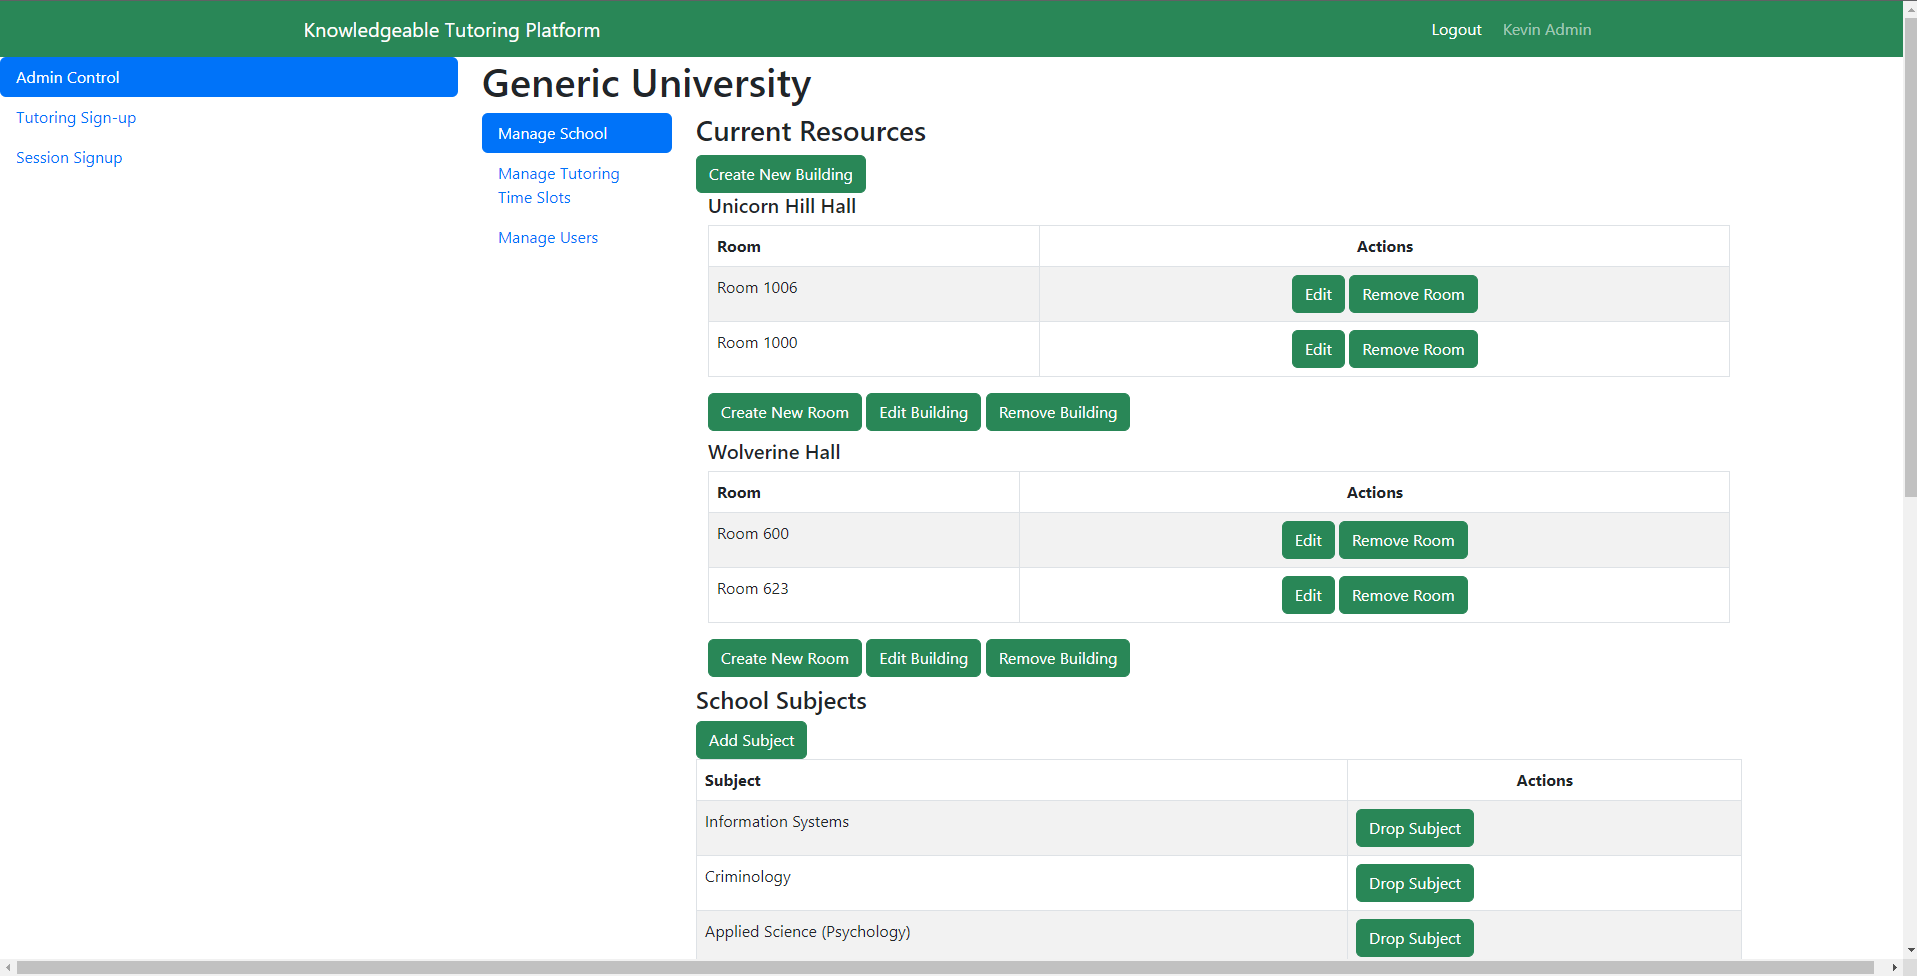 Knowledgeable Tutoring Platform
Logout Kevin Admin
Admin Control
Tutoring Sign-up
Session Signup
Generic University
Manage School
Manage Tutoring
Time Slots
Manage Users
Current Resources
Create New Building
Unicorn Hill Hall
Room Actions
Room 1006 Edit Remove Room
Room 1000 Edit Remove Room
Create New Room Edit Building Remove Building
Wolverine Hall
Room Actions
Room 600 Edit Remove Room
Room 623 Edit Remove Room
Create New Room Edit Building Remove Building
School Subjects
Add Subject
Subject Actions
Information Systems Drop Subject
Criminology Drop Subject
Applied Science (Psychology) Drop Subject